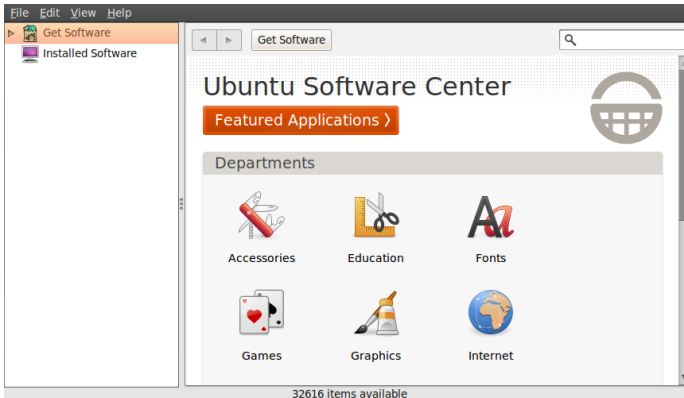 File Edit View Help
Get Software
Installed Software
Get Software
Ubuntu Software Center
Featured Applications ⟩
Departments
Accessories Education Fonts
Games Graphics Internet
32616 items available